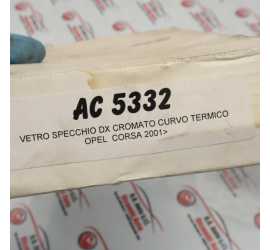 AC 5332
VETRO SPECCHIO DX CROMATO CURVO TERMICO
OPEL CORSA 2001>